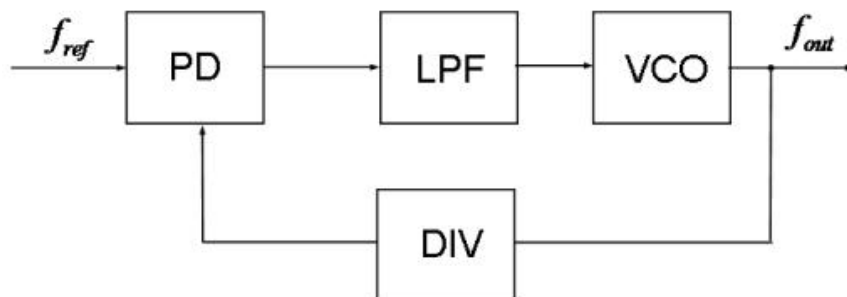 f_ref
PD
LPF
VCO
f_out
DIV